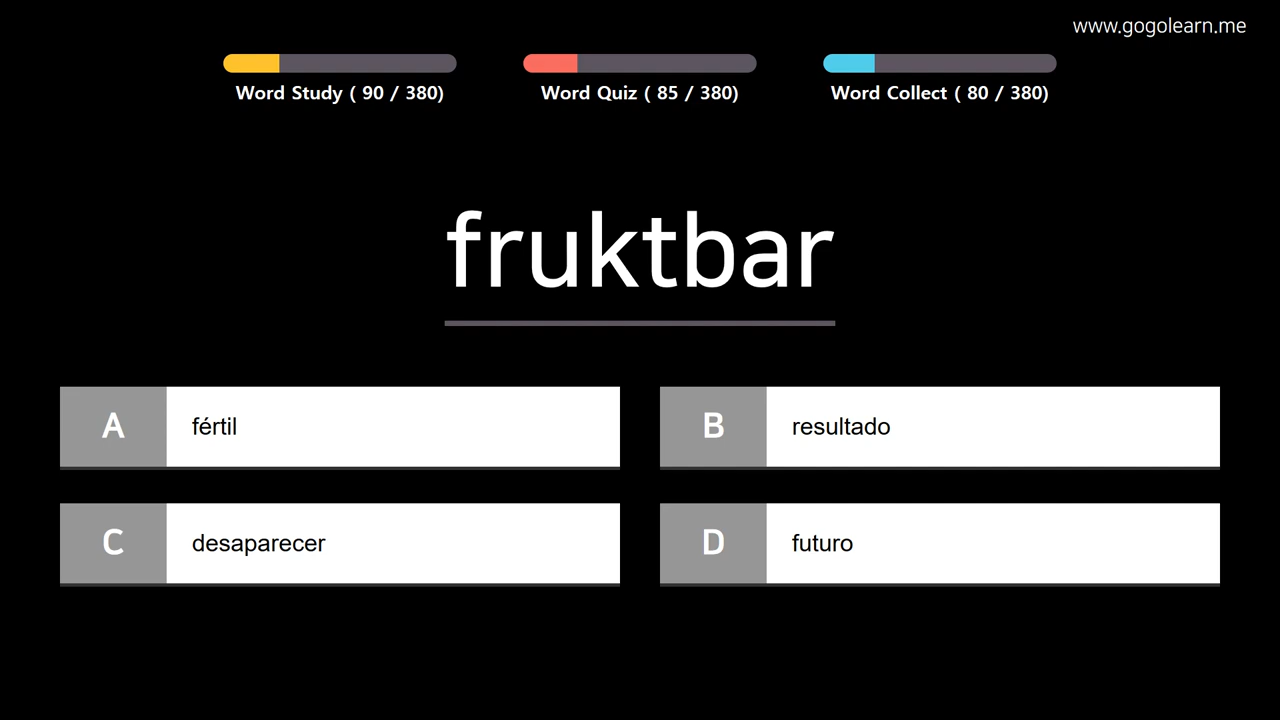 www.gogolearn.me
Word Study ( 90 / 380)
Word Quiz ( 85 / 380)
Word Collect ( 80 / 380)
fruktbar
A fértil
B resultado
C desaparecer
D futuro